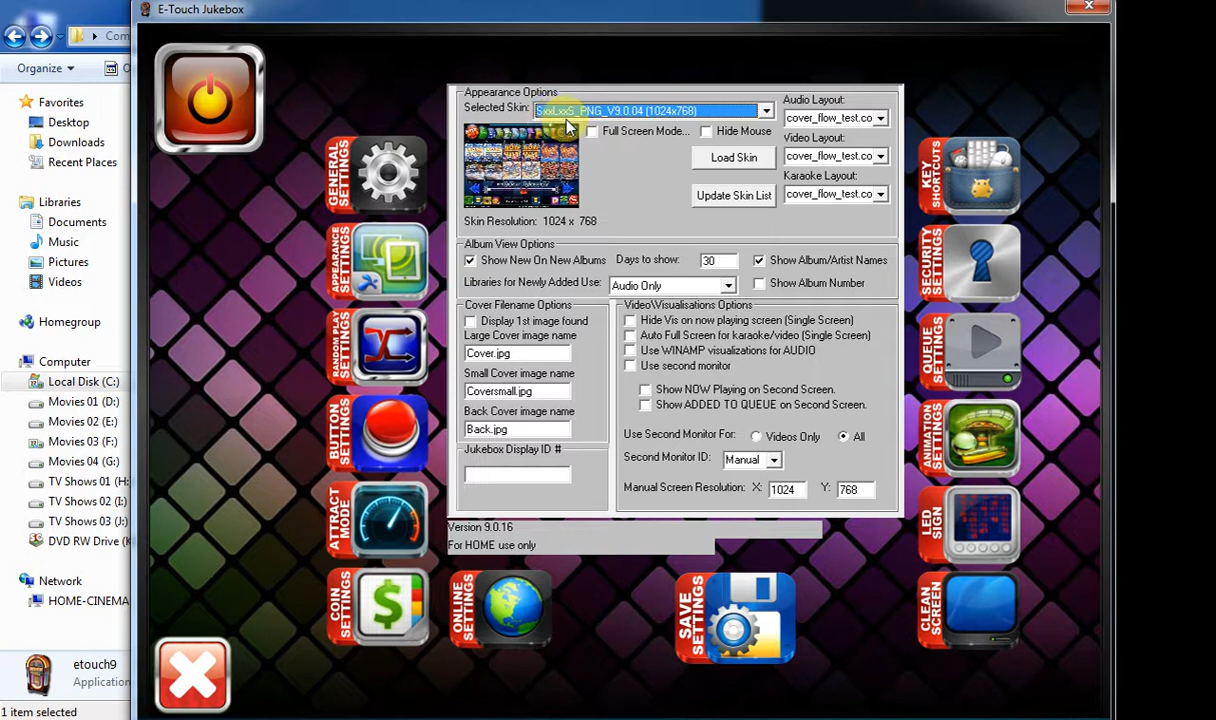 E-Touch Jukebox
Com
Organize
Favorites
Desktop
Downloads
Recent Places
Libraries
Documents
Music
Pictures
Videos
Homegroup
Computer
Local Disk (C:)
Movies 01 (D:)
Movies 02 (E:)
Movies 03 (F:)
Movies 04 (G:)
TV Shows 01 (H:
TV Shows 02 (I:)
TV Shows 03 (J:)
DVD RW Drive (K
Network
HOME-CINEMA
etouch9
Application
1 item selected
GENERAL SETTINGS
APPEARANCE SETTINGS
RANDOM PLAY SETTINGS
BUTTON SETTINGS
ATTRACT MODE
COIN SETTINGS
Appearance Options
Selected Skin: SxxLxxS_PNG_V9.0.04 (1024x768)
Full Screen Mode...
Hide Mouse
Load Skin
Update Skin List
Skin Resolution: 1024 x 768
Audio Layout:
cover_flow_test.co
Video Layout:
cover_flow_test.co
Karaoke Layout:
cover_flow_test.co
Album View Options
Show New On New Albums
Days to show: 30
Show Album/Artist Names
Libraries for Newly Added Use: Audio Only
Show Album Number
Cover Filename Options
Display 1st image found
Large Cover image name
Cover.jpg
Small Cover image name
Coversmall.jpg
Back Cover image name
Back.jpg
Jukebox Display ID #
Video\Visualisations Options
Hide Vis on now playing screen (Single Screen)
Auto Full Screen for karaoke/video (Single Screen)
Use WINAMP visualizations for AUDIO
Use second monitor
Show NOW Playing on Second Screen.
Show ADDED TO QUEUE on Second Screen.
Use Second Monitor For: Videos Only All
Second Monitor ID: Manual
Manual Screen Resolution: X: 1024 Y: 768
Version 9.0.16
For HOME use only
ONLINE SETTINGS
SAVE SETTINGS
KEY SHORTCUTS
SECURITY SETTINGS
QUEUE SETTINGS
ANIMATION SETTINGS
LED SIGN
CLEAN SCREEN